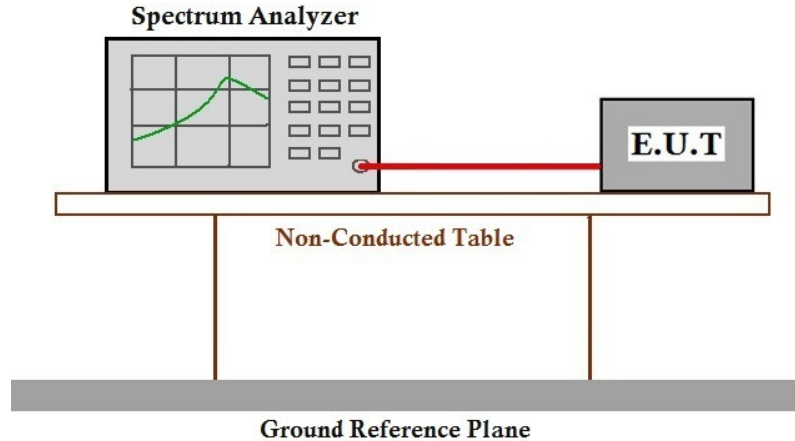 Spectrum Analyzer
E.U.T
Non-Conducted Table
Ground Reference Plane